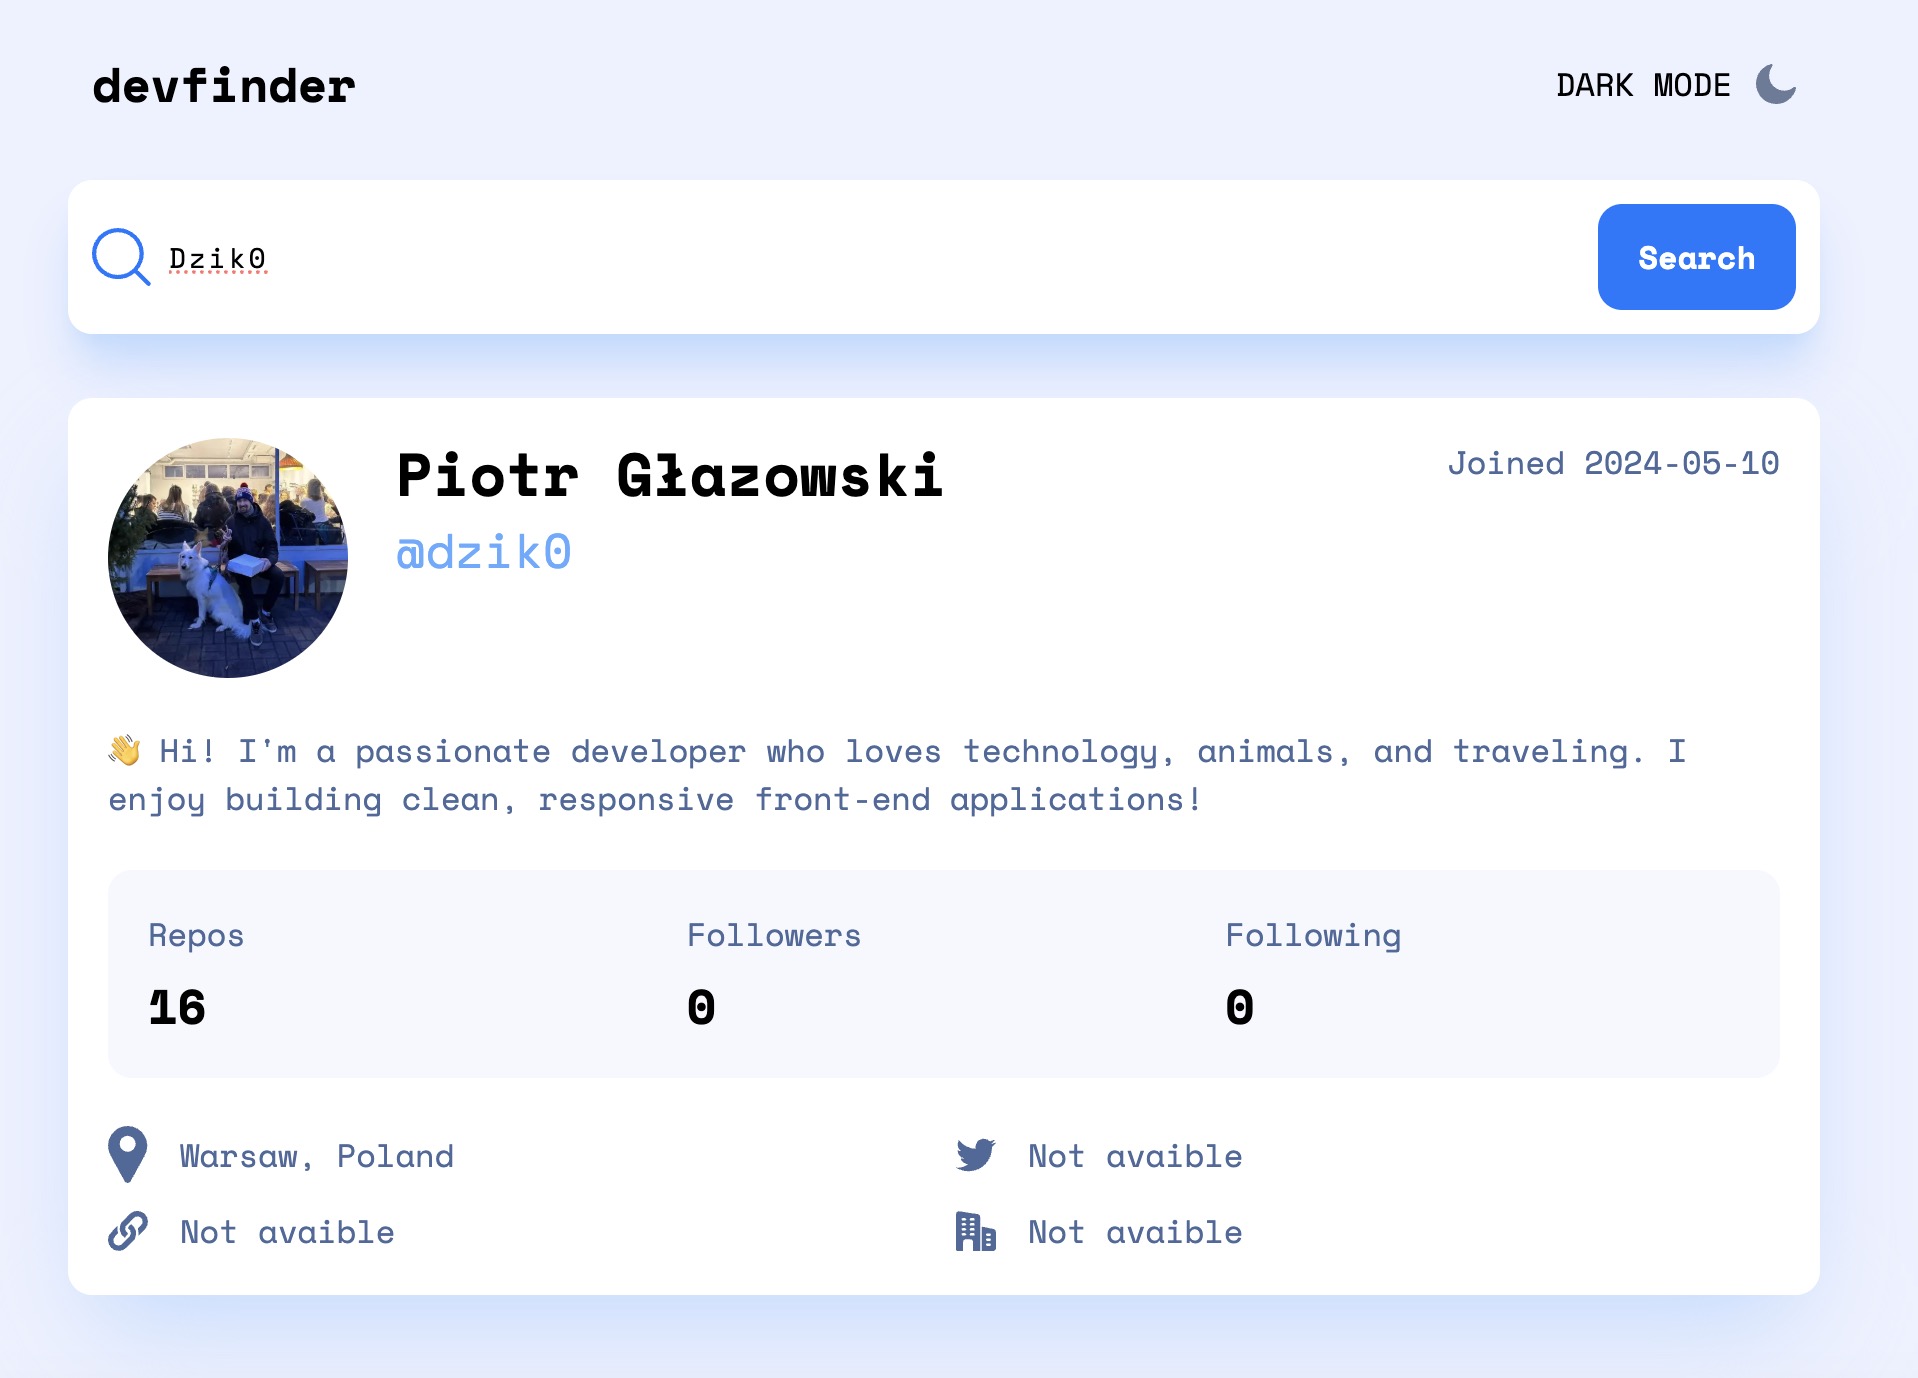 devfinder
DARK MODE
Dzik0
Search
Piotr Głazowski
Joined 2024-05-10
@dzik0
👋 Hi! I'm a passionate developer who loves technology, animals, and traveling. I
enjoy building clean, responsive front-end applications!
Repos
Followers
Following
16
0
0
Warsaw, Poland
Not avaible
Not avaible
Not avaible